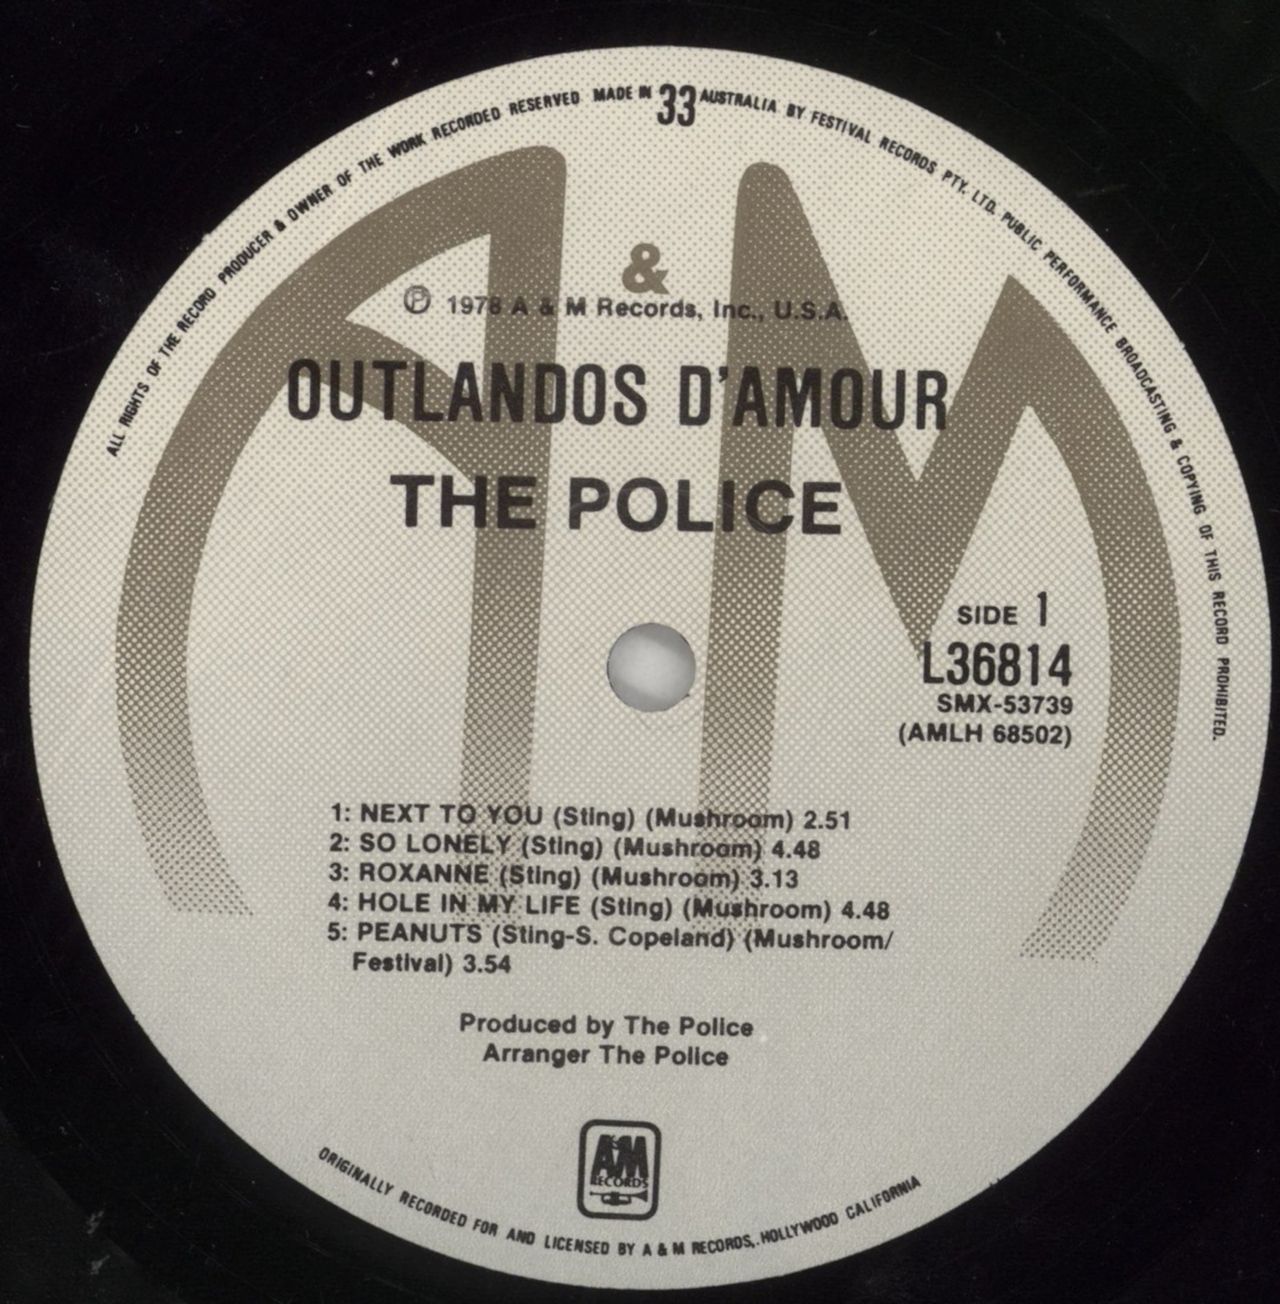 ALL RIGHTS OF THE RECORD PRODUCER & OWNER OF THE WORK RECORDED RESERVED MADE IN 33 AUSTRALIA BY FESTIVAL RECORDS PTY. LTD. PUBLIC PERFORMANCE BROADCASTING & COPYING OF THIS RECORD PROHIBITED.
A & M
℗ 1978 A & M Records, Inc., U.S.A.
OUTLANDOS D'AMOUR
THE POLICE
SIDE 1
L36814
SMX-53739
(AMLH 68502)
1: NEXT TO YOU (Sting) (Mushroom) 2.51
2: SO LONELY (Sting) (Mushroom) 4.48
3: ROXANNE (Sting) (Mushroom) 3.13
4: HOLE IN MY LIFE (Sting) (Mushroom) 4.48
5: PEANUTS (Sting-S. Copeland) (Mushroom/
Festival) 3.54
Produced by The Police
Arranger The Police
A&M
RECORDS
ORIGINALLY RECORDED FOR AND LICENSED BY A & M RECORDS,. HOLLYWOOD CALIFORNIA